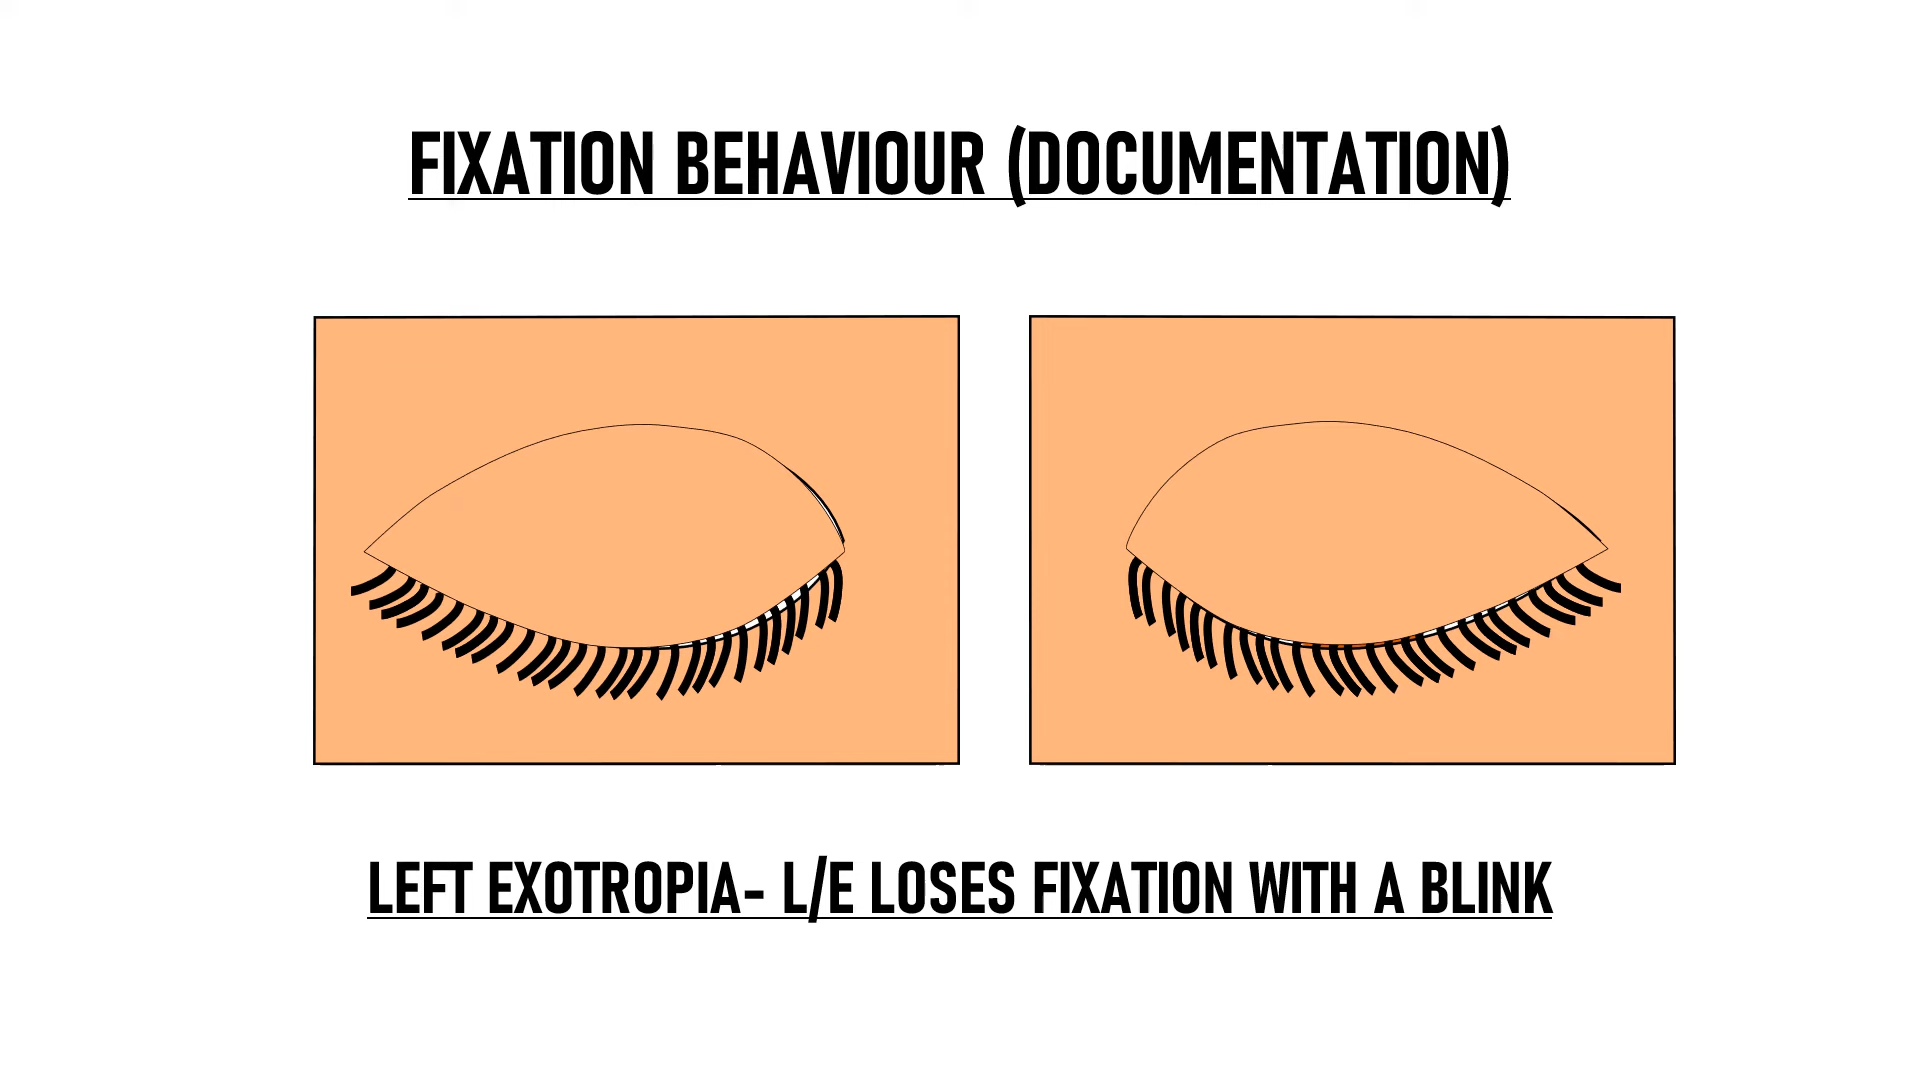 FIXATION BEHAVIOUR (DOCUMENTATION)
LEFT EXOTROPIA- L/E LOSES FIXATION WITH A BLINK